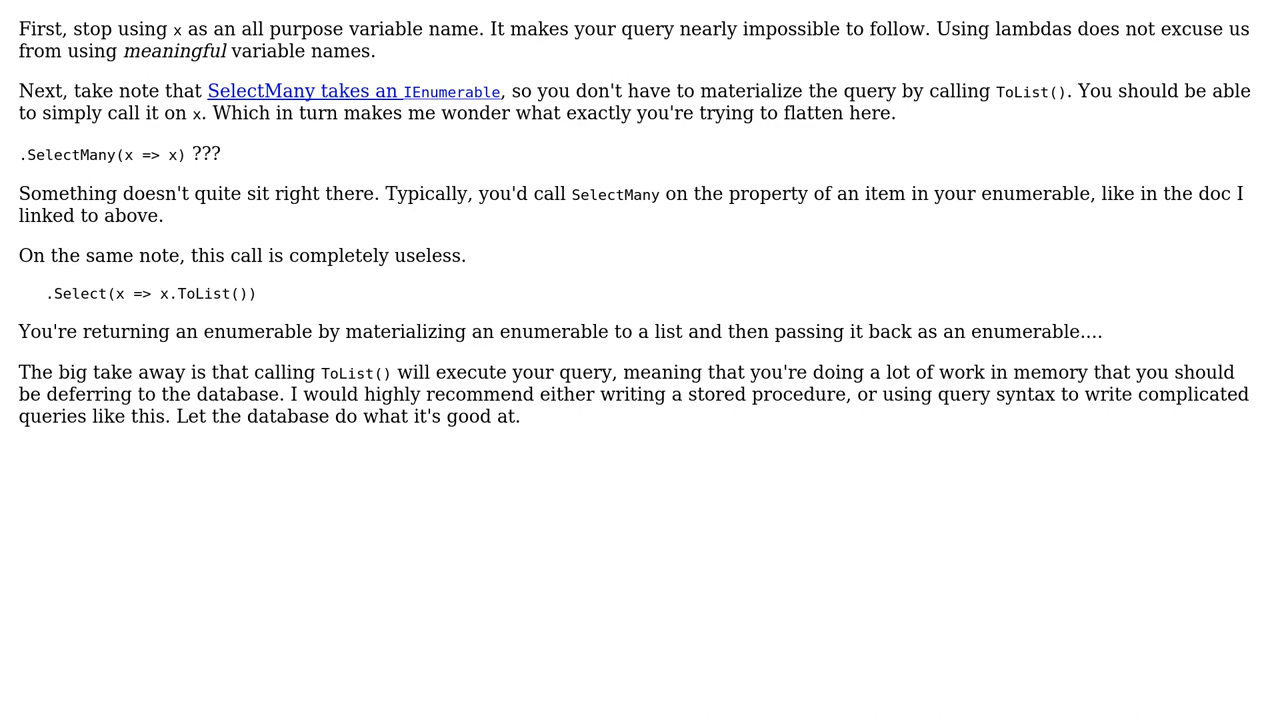 First, stop using x as an all purpose variable name. It makes your query nearly impossible to follow. Using lambdas does not excuse us
from using meaningful variable names.
Next, take note that SelectMany takes an IEnumerable, so you don't have to materialize the query by calling ToList(). You should be able
to simply call it on x. Which in turn makes me wonder what exactly you're trying to flatten here.
.SelectMany(x => x) ???
Something doesn't quite sit right there. Typically, you'd call SelectMany on the property of an item in your enumerable, like in the doc I
linked to above.
On the same note, this call is completely useless.
.Select(x => x.ToList())
You're returning an enumerable by materializing an enumerable to a list and then passing it back as an enumerable....
The big take away is that calling ToList() will execute your query, meaning that you're doing a lot of work in memory that you should
be deferring to the database. I would highly recommend either writing a stored procedure, or using query syntax to write complicated
queries like this. Let the database do what it's good at.